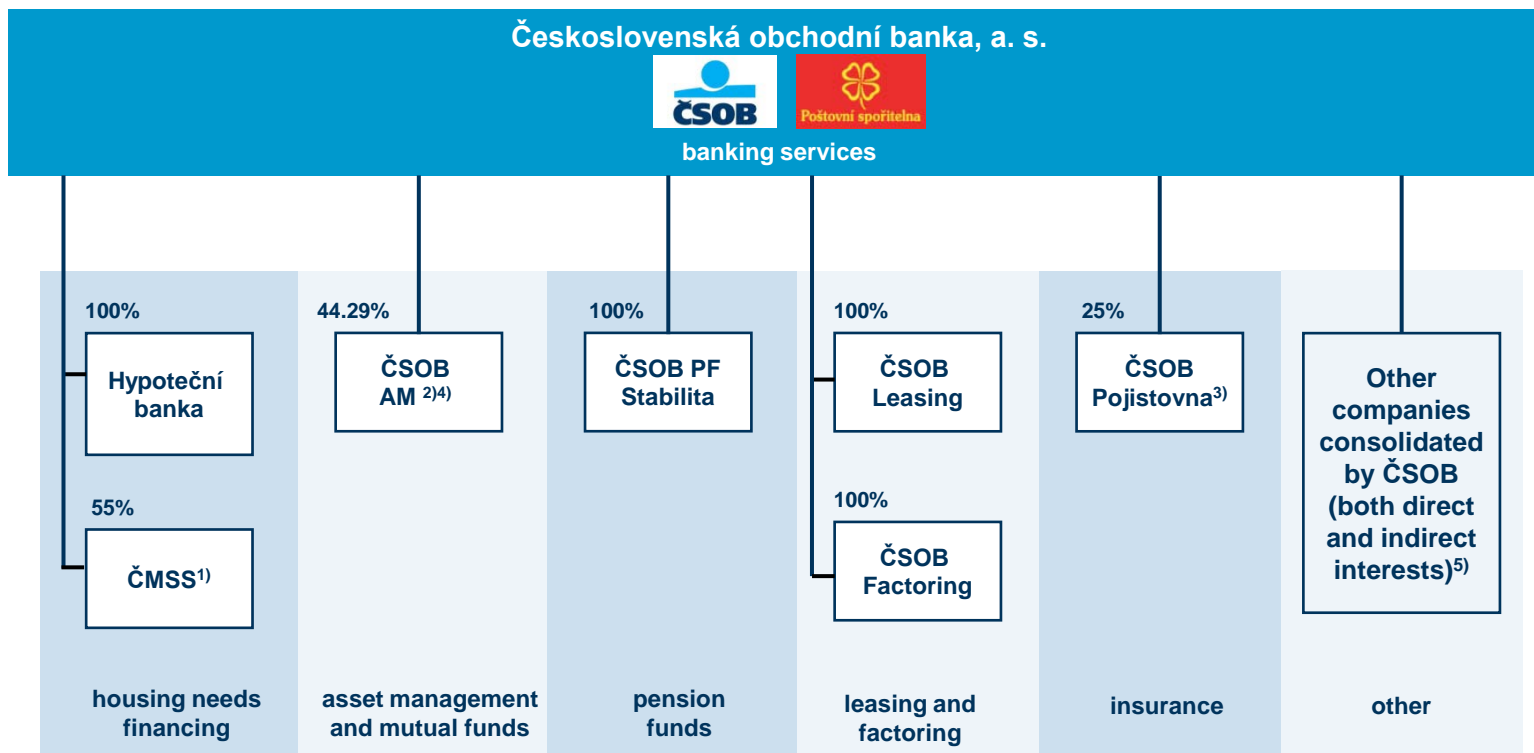 Československá obchodní banka, a. s.
ČSOB
Poštovní spořitelna
banking services
100%
Hypoteční
banka
55%
ČMSS1)
housing needs
financing
44.29%
ČSOB
AM 2)4)
asset management
and mutual funds
100%
ČSOB PF
Stabilita
pension
funds
100%
ČSOB
Leasing
100%
ČSOB
Factoring
leasing and
factoring
25%
ČSOB
Pojistovna3)
insurance
Other
companies
consolidated
by ČSOB
(both direct
and indirect
interests)5)
other